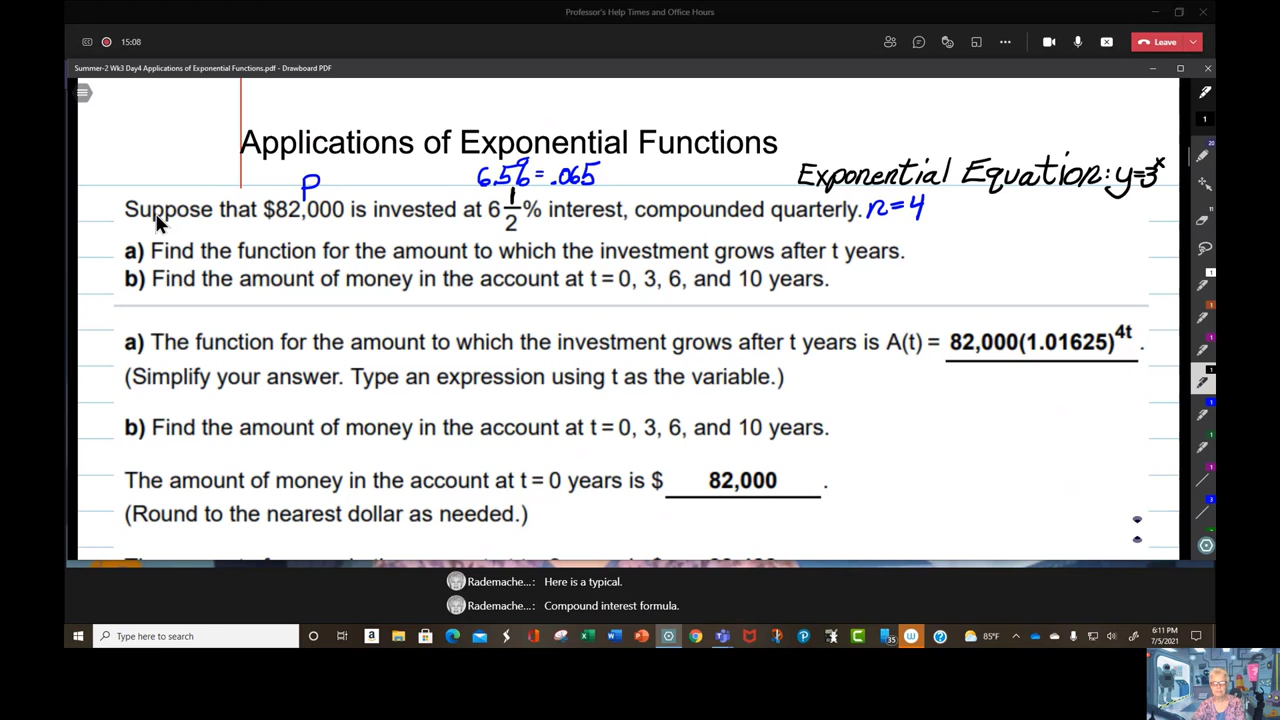 Professor's Help Times and Office Hours
15:08
Leave
Summer-2 Wk3 Day4 Applications of Exponential Functions.pdf - Drawboard PDF
1
20
11
Applications of Exponential Functions
Exponential Equation: y=3^x
P
6.5% = .065
Suppose that $82,000 is invested at 6 1/2 % interest, compounded quarterly. n = 4
a) Find the function for the amount to which the investment grows after t years.
b) Find the amount of money in the account at t = 0, 3, 6, and 10 years.
a) The function for the amount to which the investment grows after t years is A(t) = 82,000(1.01625)^4t .
(Simplify your answer. Type an expression using t as the variable.)
b) Find the amount of money in the account at t = 0, 3, 6, and 10 years.
The amount of money in the account at t = 0 years is $ 82,000 .
(Round to the nearest dollar as needed.)
Rademache...: Here is a typical.
Rademache...: Compound interest formula.
Type here to search
35
85°F
6:11 PM
7/5/2021